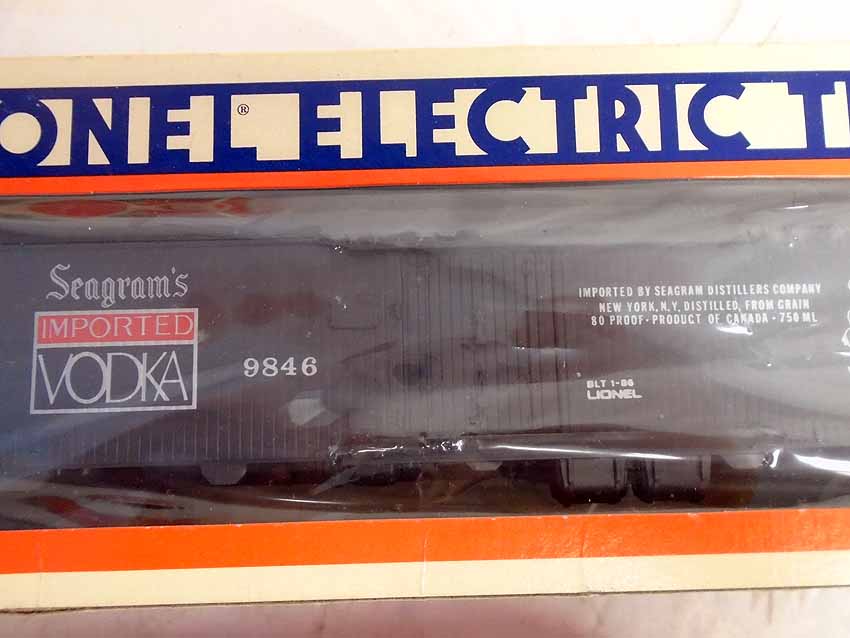 ONEL® ELECTRIC T
Seagram's
IMPORTED
VODKA
9846
IMPORTED BY SEAGRAM DISTILLERS COMPANY
NEW YORK, N.Y. DISTILLED, FROM GRAIN
80 PROOF · PRODUCT OF CANADA · 750 ML
BLT 1-86
LIONEL